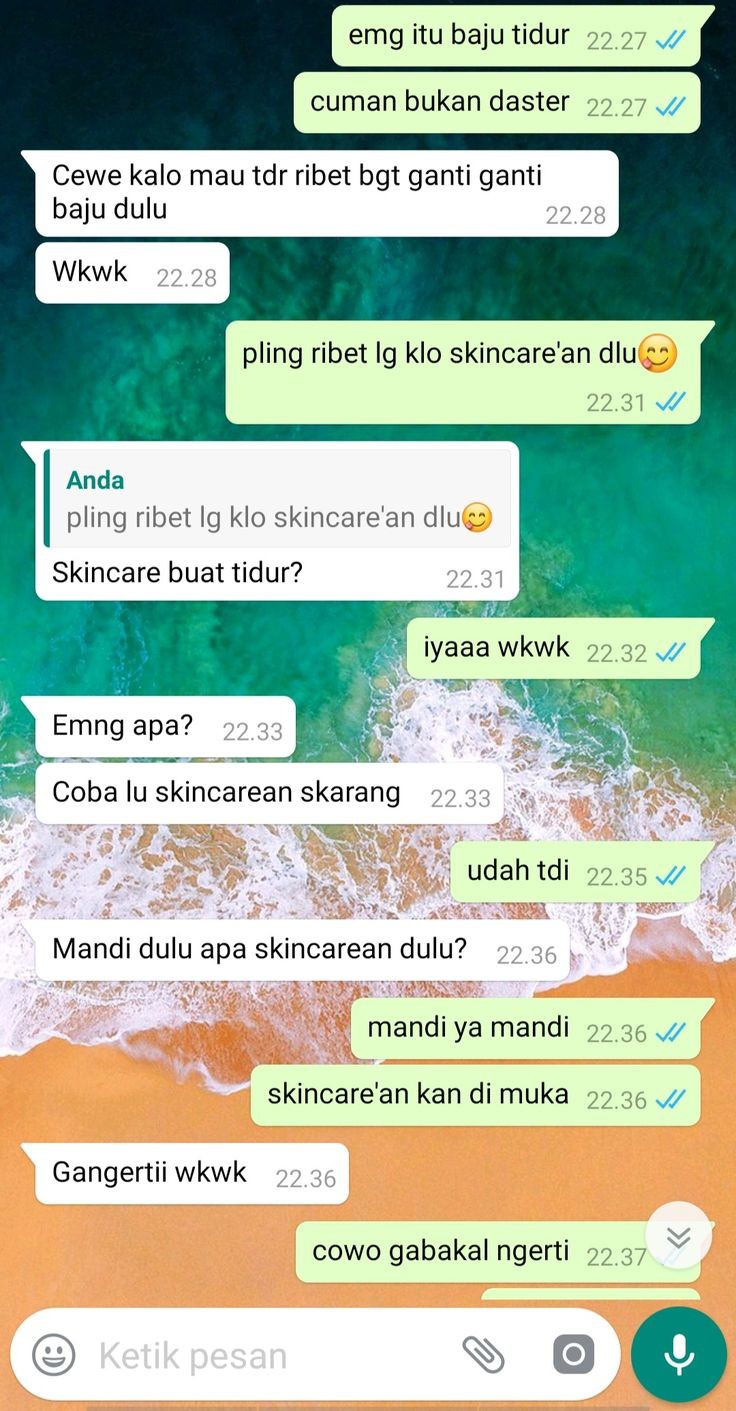 emg itu baju tidur 22.27
cuman bukan daster 22.27
Cewe kalo mau tdr ribet bgt ganti ganti
baju dulu 22.28
Wkwk 22.28
pling ribet lg klo skincare'an dlu😋
22.31
Anda
pling ribet lg klo skincare'an dlu😋
Skincare buat tidur? 22.31
iyaaa wkwk 22.32
Emng apa? 22.33
Coba lu skincarean skarang 22.33
udah tdi 22.35
Mandi dulu apa skincarean dulu? 22.36
mandi ya mandi 22.36
skincare'an kan di muka 22.36
Gangertii wkwk 22.36
cowo gabakal ngerti 22.37
Ketik pesan